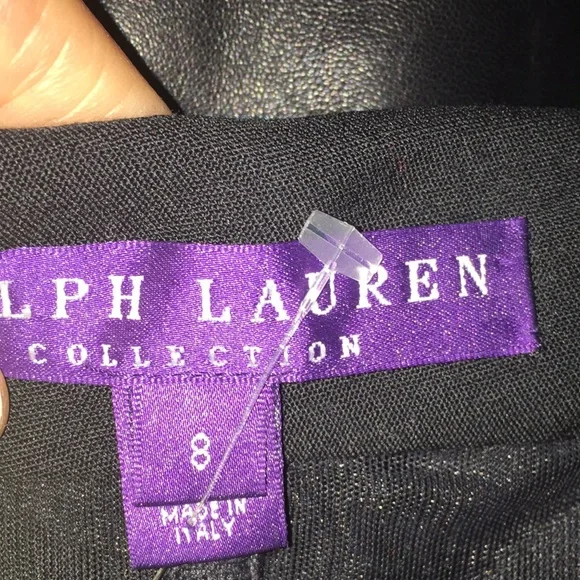 LPH LAUREN
COLLECTION
8
MADE IN
ITALY